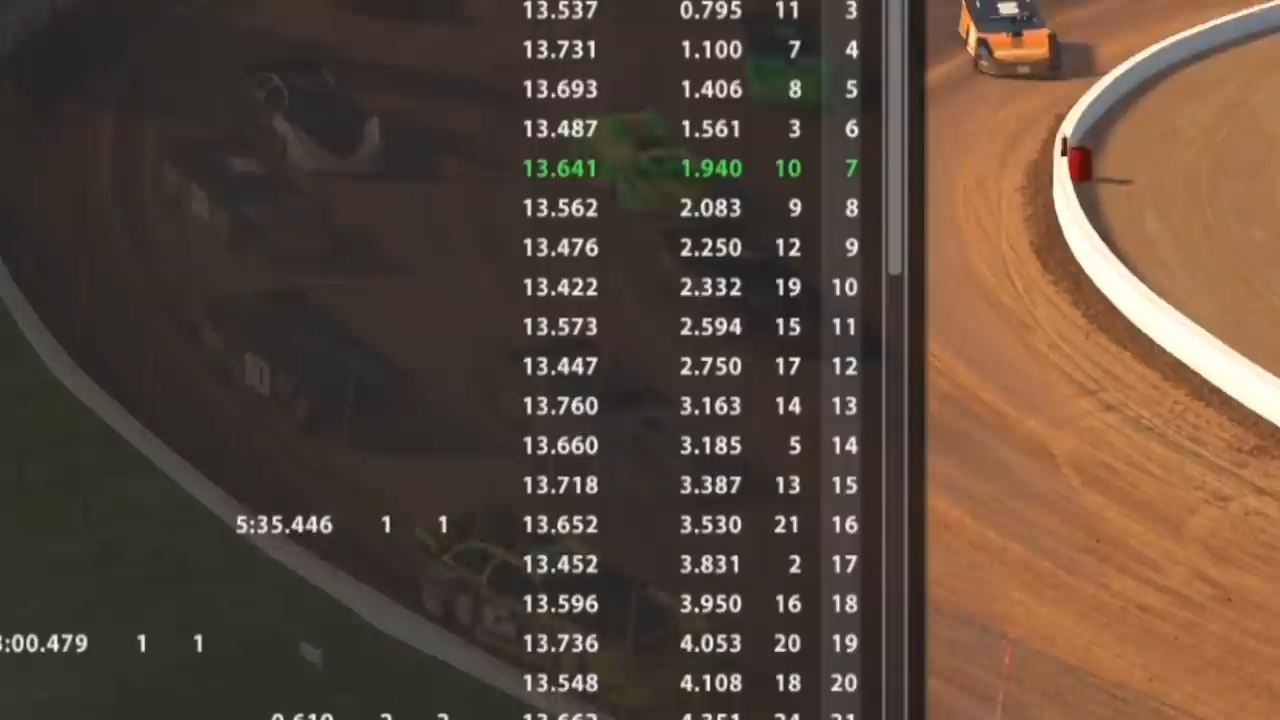 13.537 0.795 11 3
13.731 1.100 7 4
13.693 1.406 8 5
13.487 1.561 3 6
13.641 1.940 10 7
13.562 2.083 9 8
13.476 2.250 12 9
13.422 2.332 19 10
13.573 2.594 15 11
13.447 2.750 17 12
13.760 3.163 14 13
13.660 3.185 5 14
13.718 3.387 13 15
5:35.446 1 1 13.652 3.530 21 16
13.452 3.831 2 17
13.596 3.950 16 18
:00.479 1 1 13.736 4.053 20 19
13.548 4.108 18 20